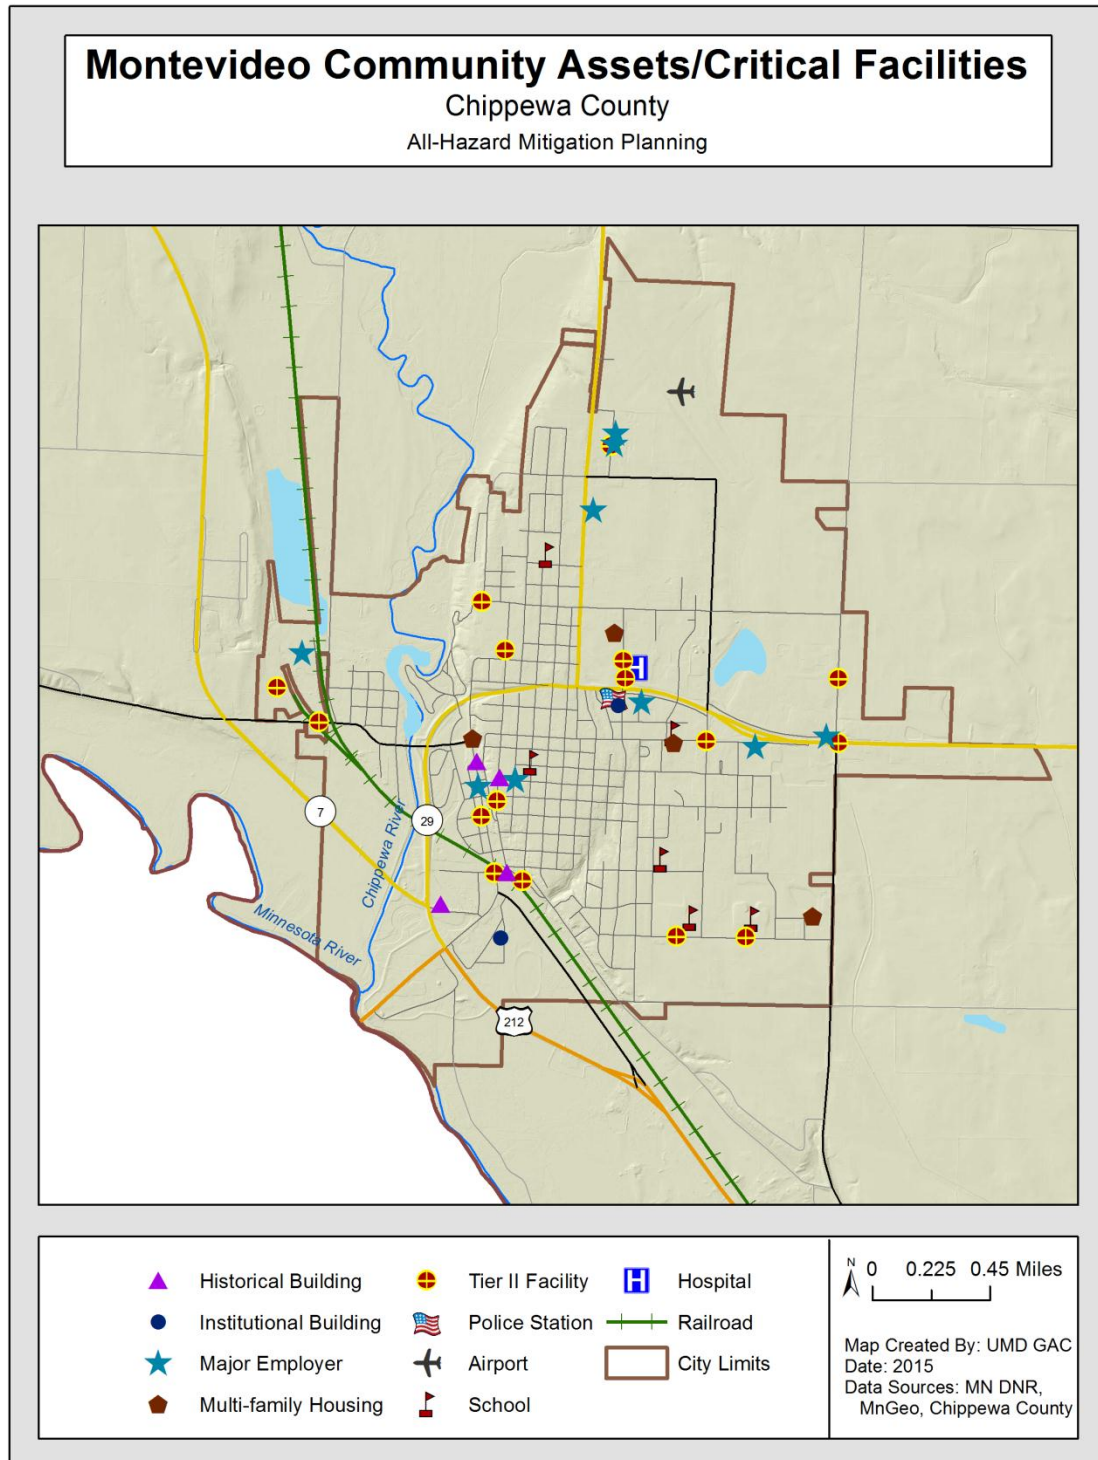 Montevideo Community Assets/Critical Facilities
Chippewa County
All-Hazard Mitigation Planning
H
7
29
Chippewa River
Minnesota River
212
Historical Building
Institutional Building
Major Employer
Multi-family Housing
Tier II Facility
Police Station
Airport
School
H Hospital
Railroad
City Limits
N
0 0.225 0.45 Miles
Map Created By: UMD GAC
Date: 2015
Data Sources: MN DNR,
MnGeo, Chippewa County